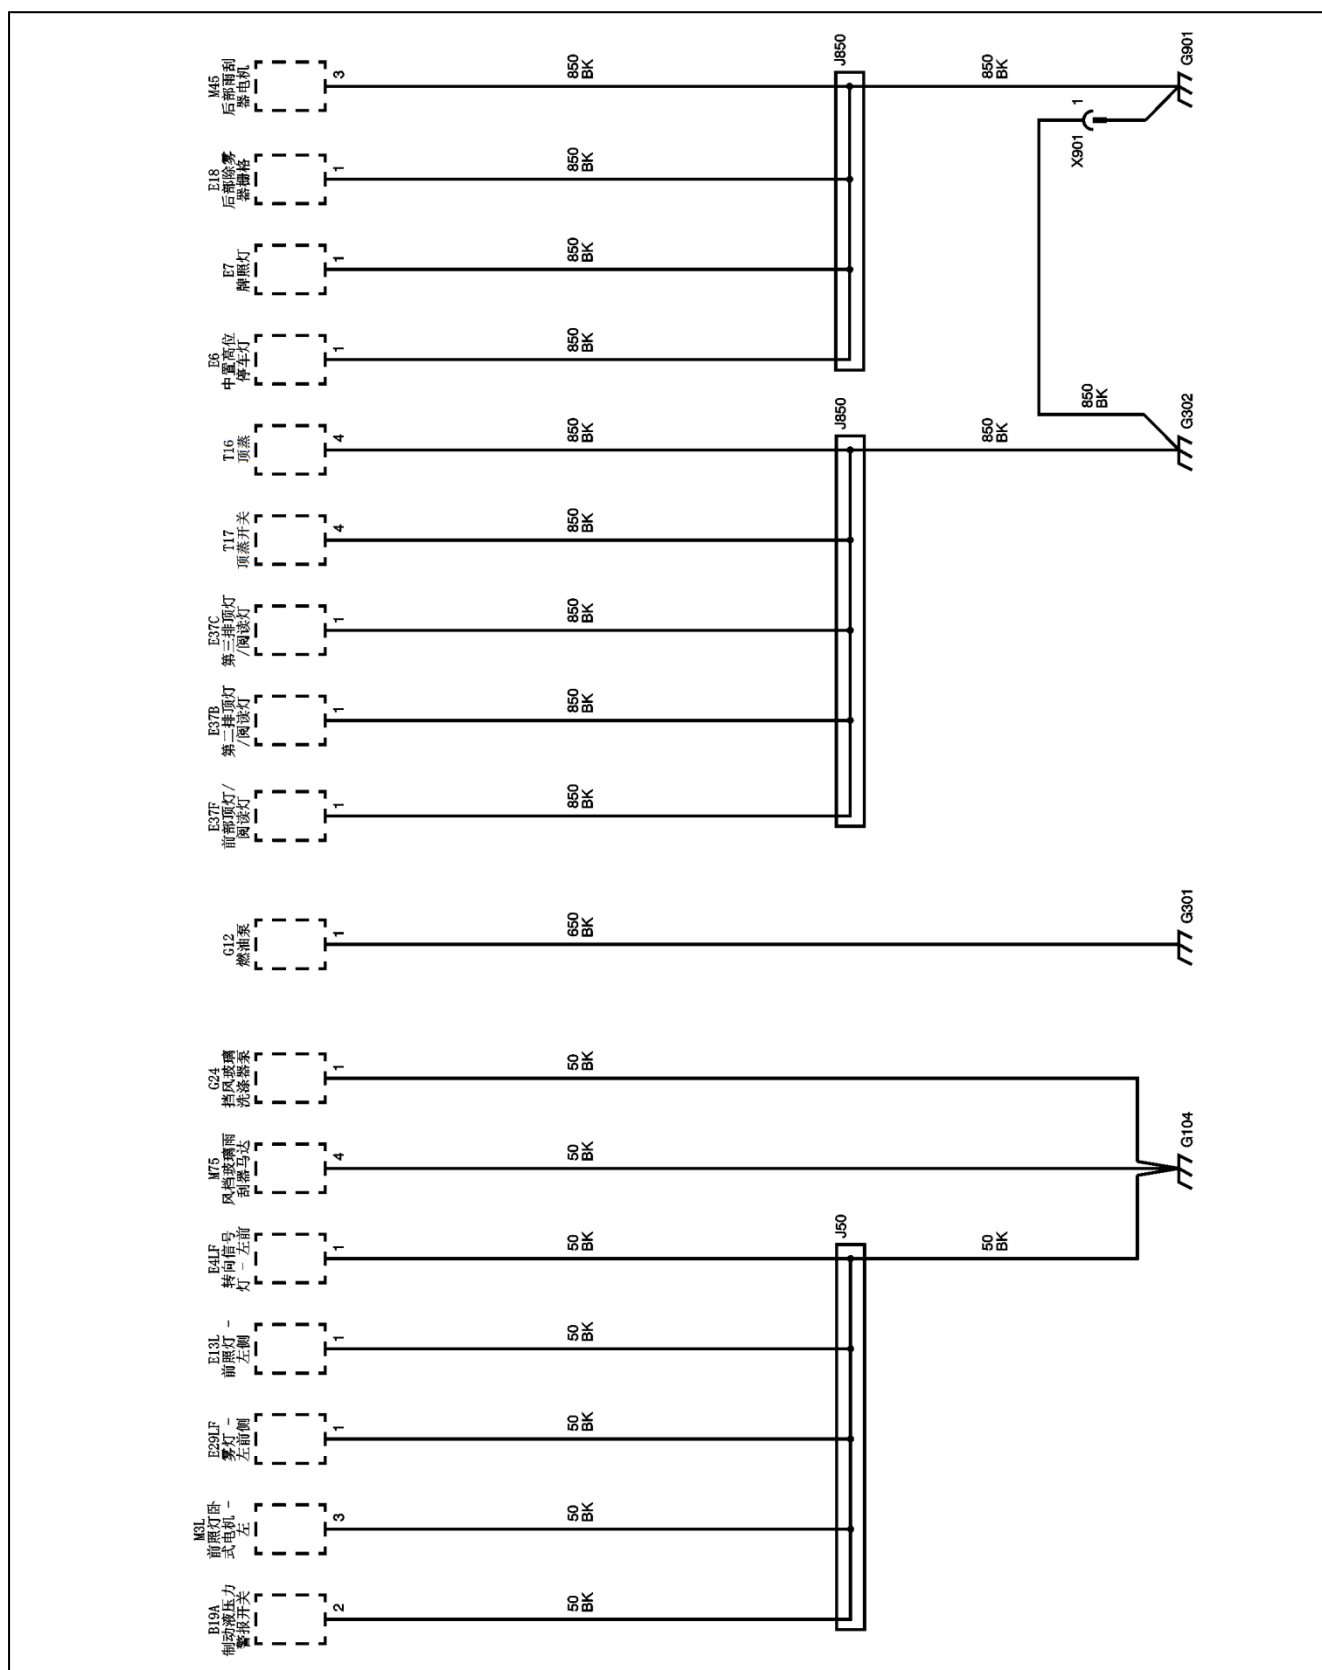 B19A
制动液压力
警报开关
M3L
前照灯卧
式电机 -
左
E29LF
雾灯 -
左前侧
E13L
前照灯 -
左侧
E4LF
转向信号
灯 - 左前
M75
风档玻璃雨
刮器马达
G24
挡风玻璃
洗涤器泵
G12
燃油泵
E37F
前部顶灯/
阅读灯
E37B
第二排顶灯
/阅读灯
E37C
第三排顶灯
/阅读灯
T17
顶蒸开关
T16
顶蒸
E6
中置高位
停车灯
E7
牌照灯
E18
后部除雾
器栅格
M45
后部雨刮
器电机
2
3
1
1
1
4
1
1
1
1
1
4
4
1
1
1
3
50
BK
50
BK
50
BK
50
BK
50
BK
50
BK
50
BK
650
BK
850
BK
850
BK
850
BK
850
BK
850
BK
850
BK
850
BK
850
BK
850
BK
J50
J850
J850
50
BK
850
BK
850
BK
X901
1
850
BK
G104
G301
G302
G901